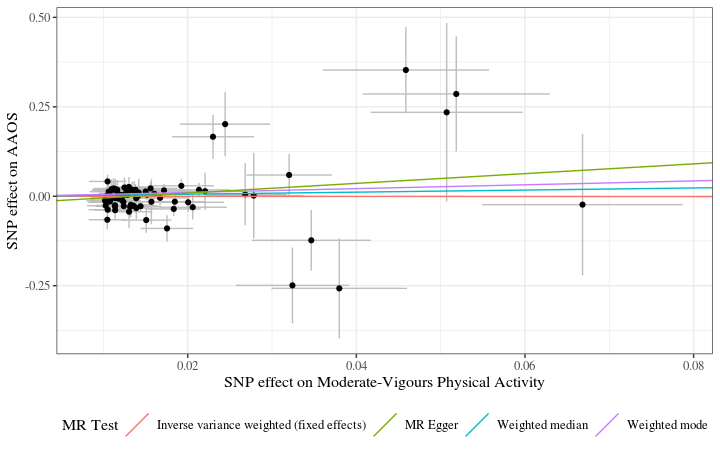 0.50
0.25
0.00
-0.25
SNP effect on AAOS
0.02
0.04
0.06
0.08
SNP effect on Moderate-Vigours Physical Activity
MR Test
Inverse variance weighted (fixed effects)
MR Egger
Weighted median
Weighted mode